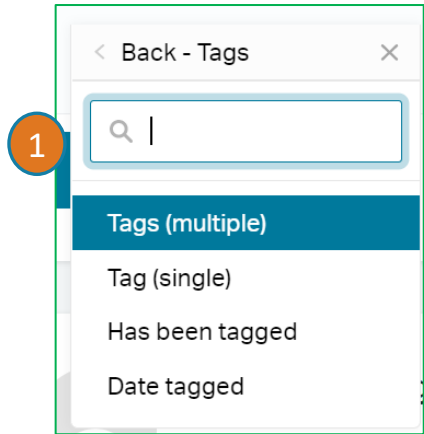 Back - Tags
1
Tags (multiple)
Tag (single)
Has been tagged
Date tagged